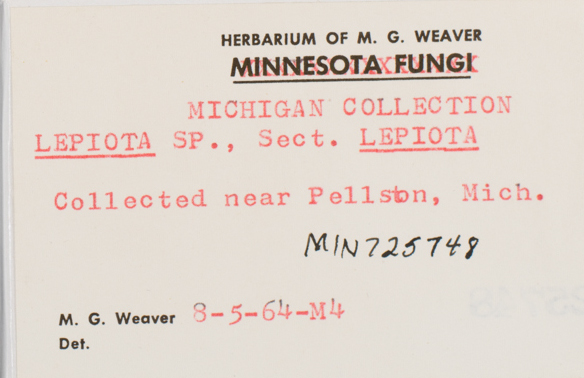 HERBARIUM OF M. G. WEAVER
MINNESOTA FUNGI
MICHIGAN COLLECTION
LEPIOTA SP., Sect. LEPIOTA
Collected near Pellston, Mich.
MIN725748
M. G. Weaver 8-5-64-M4
Det.